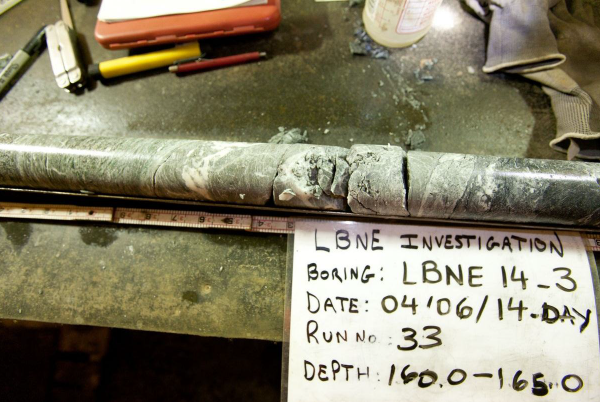 LBNE INVESTIGATION
BORING: LBNE 14-3
DATE: 04'06/14-DAY
RUN No: 33
DEPTH: 160.0-165.0